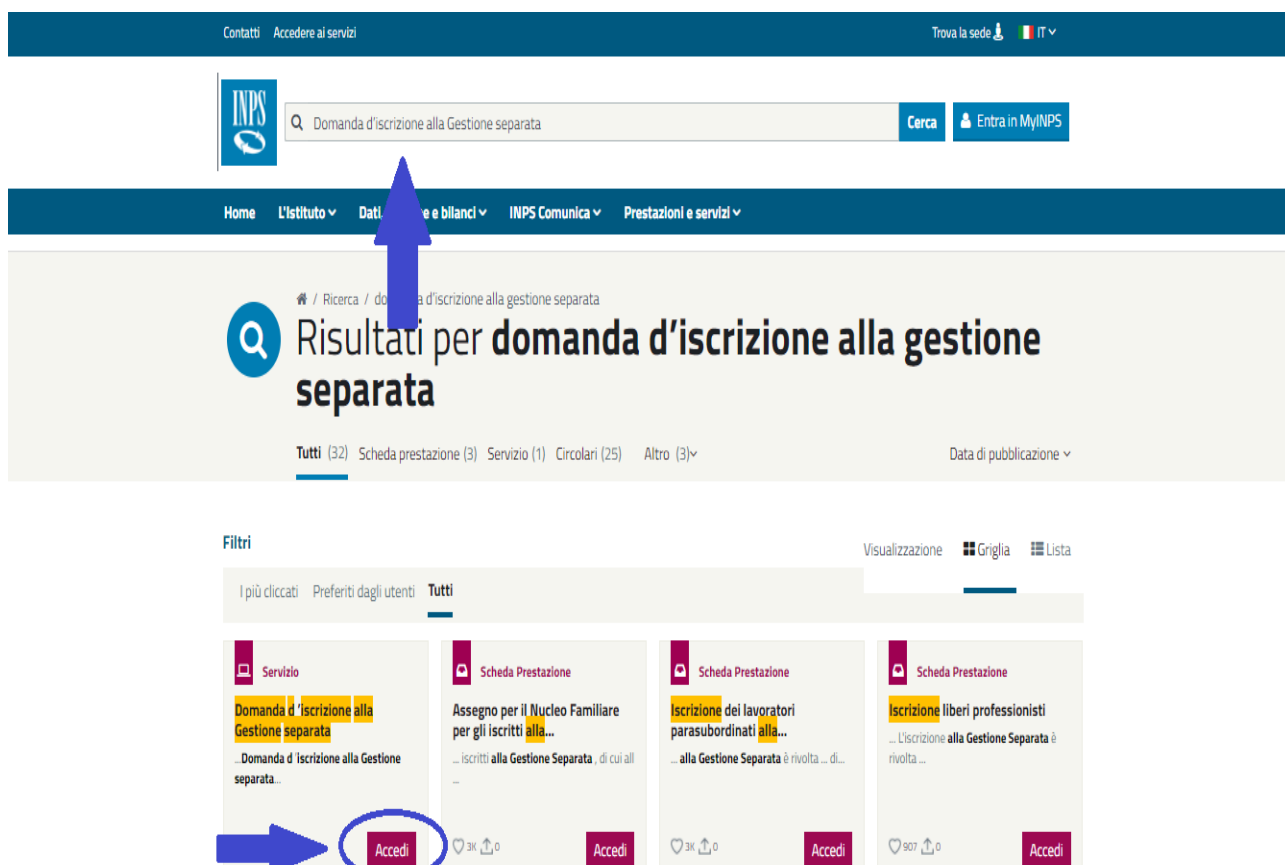 Contatti Accedere ai servizi Trova la sede IT
INPS
Domanda d'iscrizione alla Gestione separata Cerca Entra in MyINPS
Home L'Istituto Dati, e bilanci INPS Comunica Prestazioni e servizi
/ Ricerca / d'iscrizione alla gestione separata
Risultati per domanda d'iscrizione alla gestione
separata
Tutti (32) Scheda prestazione (3) Servizio (1) Circolari (25) Altro (3) Data di pubblicazione
Filtri
Visualizzazione Griglia Lista
I più cliccati Preferiti dagli utenti Tutti
Servizio
Domanda d 'iscrizione alla
Gestione separata
...Domanda d 'iscrizione alla Gestione
separata...
Accedi
Scheda Prestazione
Assegno per il Nucleo Familiare
per gli iscritti alla...
... iscritti alla Gestione Separata , di cui all
...
3K 0 Accedi
Scheda Prestazione
Iscrizione dei lavoratori
parasubordinati alla...
... alla Gestione Separata è rivolta ... di...
3K 0 Accedi
Scheda Prestazione
Iscrizione liberi professionisti
... L'iscrizione alla Gestione Separata è
rivolta ...
907 0 Accedi